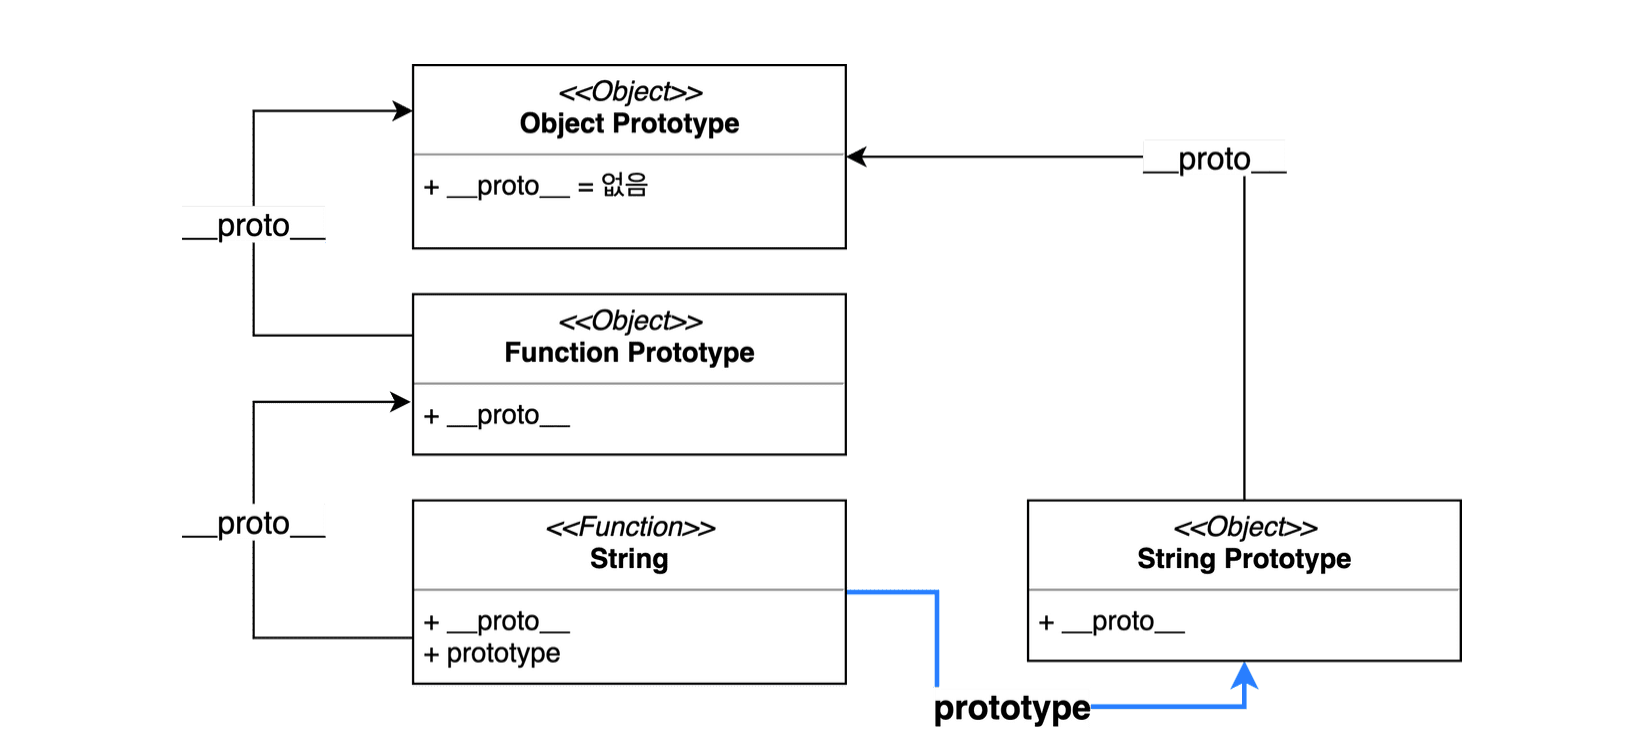 <<Object>>
Object Prototype
+ __proto__ = 없음
__proto__
__proto__
<<Object>>
Function Prototype
+ __proto__
__proto__
<<Function>>
String
+ __proto__
+ prototype
<<Object>>
String Prototype
+ __proto__
prototype